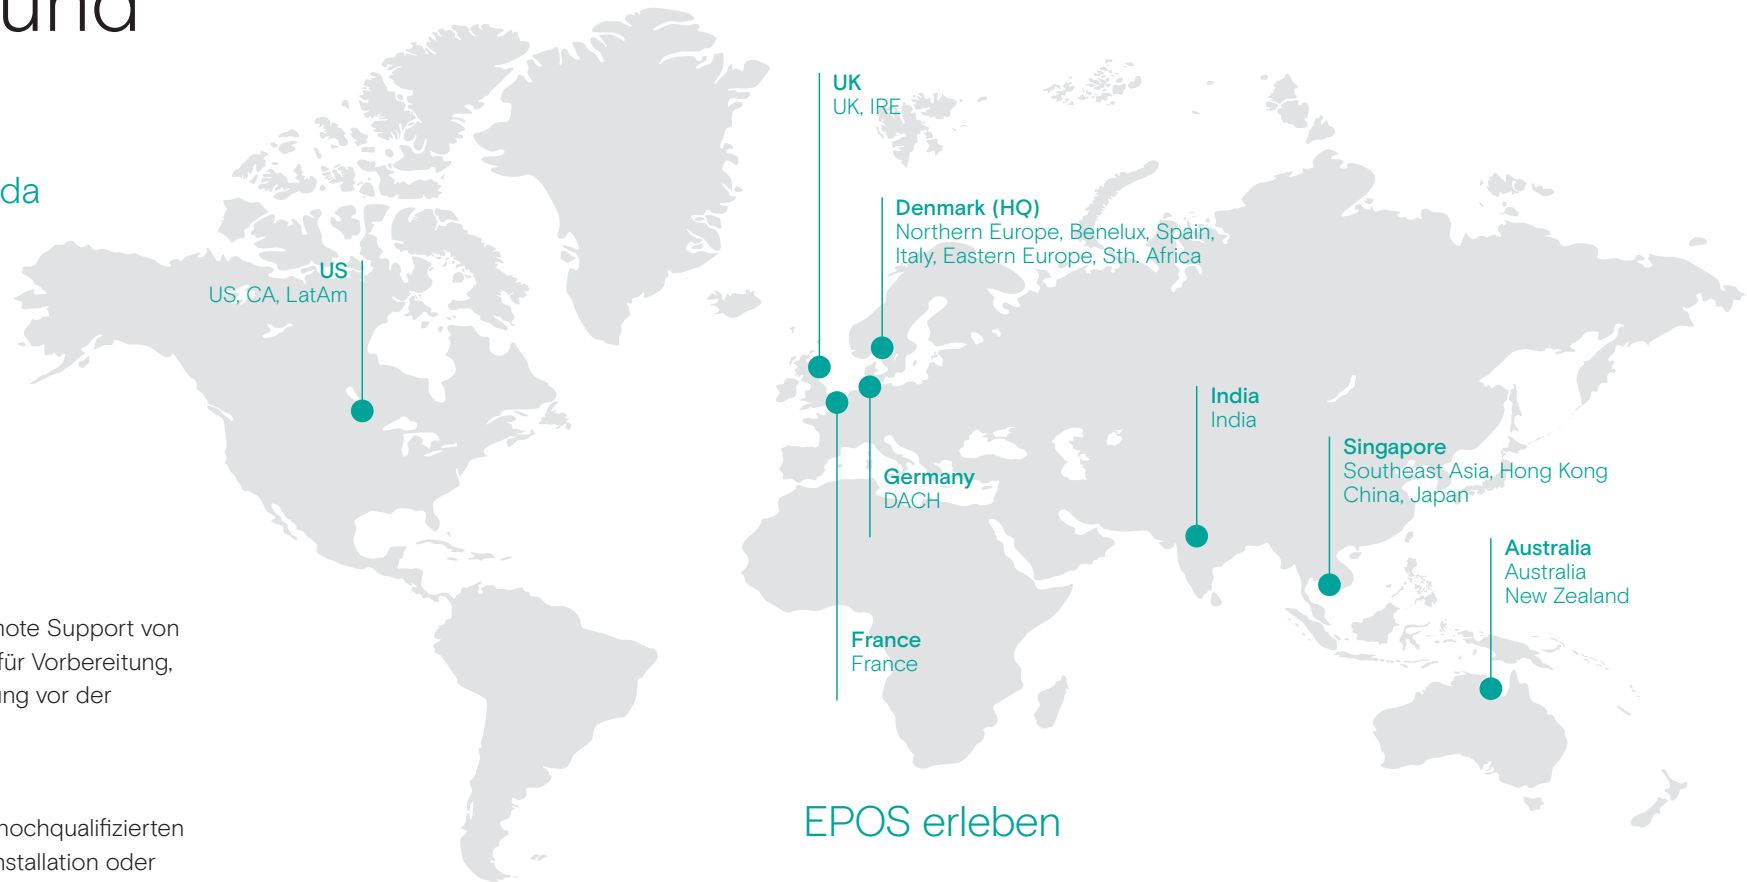 und
da
UK
UK, IRE
Denmark (HQ)
Northern Europe, Benelux, Spain,
Italy, Eastern Europe, Sth. Africa
US
US, CA, LatAm
India
India
Singapore
Southeast Asia, Hong Kong
China, Japan
Germany
DACH
Australia
Australia
New Zealand
France
France
mote Support von
für Vorbereitung,
ung vor der
hochqualifizierten
nstallation oder
EPOS erleben